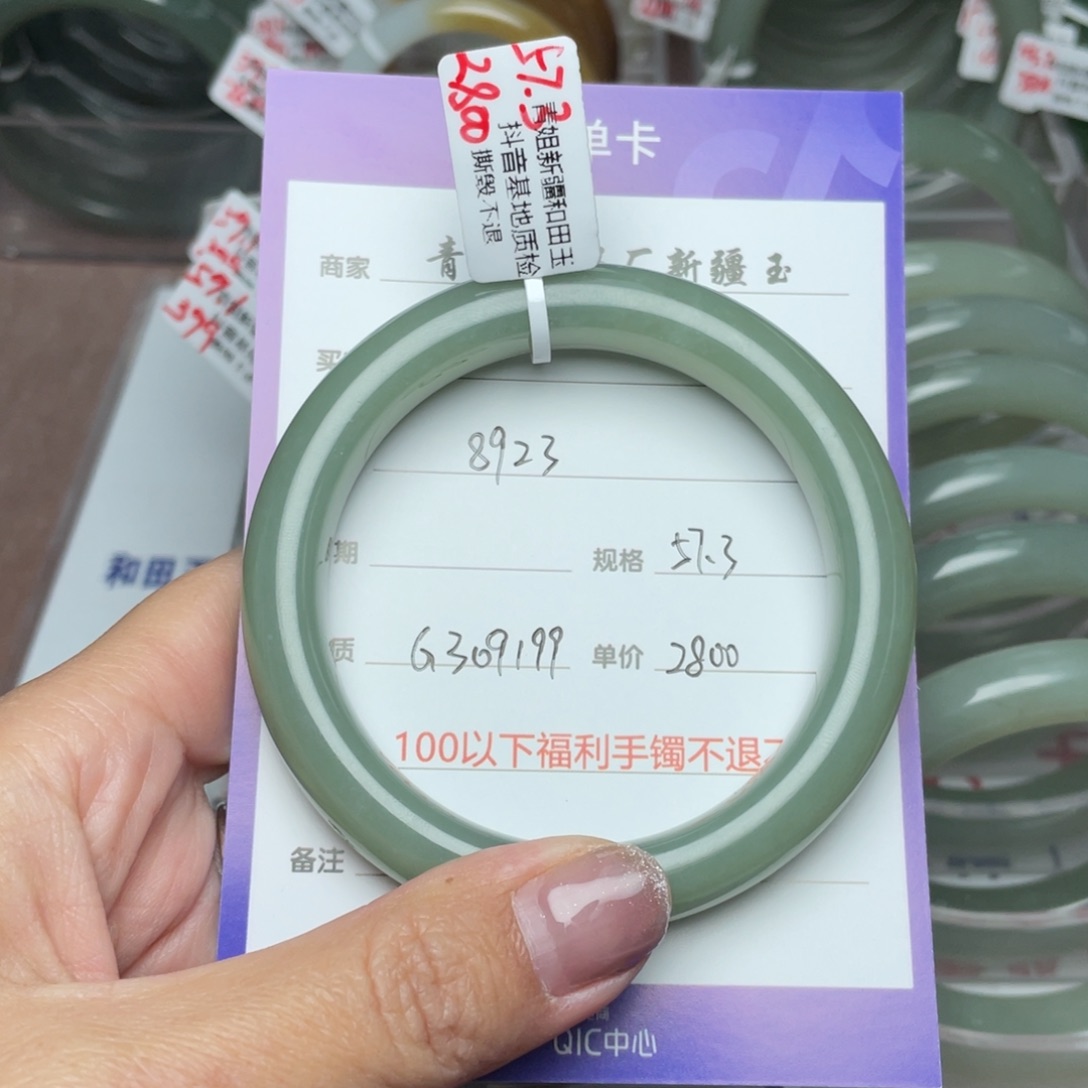 57.3
2800
青姐新疆和田玉
抖音基地质检
撕毁不退
单卡
商家 青 厂新疆玉
8923
期 规格 57.3
质 G309199 单价 2800
100以下福利手镯不退
备注
QIC中心
和田